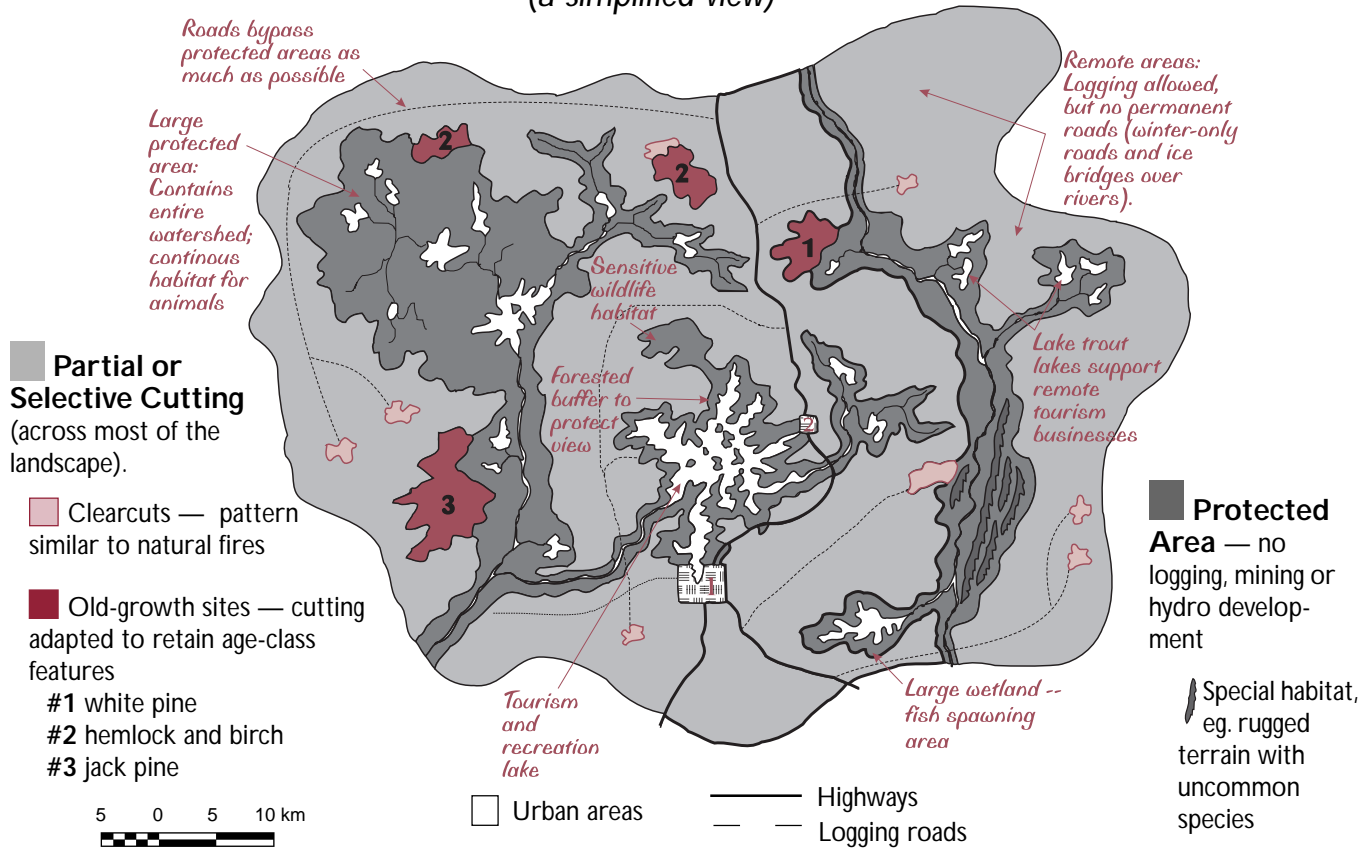 (a simplified view)
Roads bypass
protected areas as
much as possible
Large
protected
area:
Contains
entire
watershed;
continous
habitat for
animals
Remote areas:
Logging allowed,
but no permanent
roads (winter-only
roads and ice
bridges over
rivers).
2
2
1
3
Sensitive
wildlife
habitat
Forested
buffer to
protect
view
2
1
Lake trout
lakes support
remote
tourism
businesses
Tourism
and
recreation
lake
Large wetland --
fish spawning
area
Partial or
Selective Cutting
(across most of the
landscape).
Clearcuts — pattern
similar to natural fires
Old-growth sites — cutting
adapted to retain age-class
features
#1 white pine
#2 hemlock and birch
#3 jack pine
5 0 5 10 km
Urban areas
Highways
Logging roads
Protected
Area — no
logging, mining or
hydro develop-
ment
Special habitat,
eg. rugged
terrain with
uncommon
species